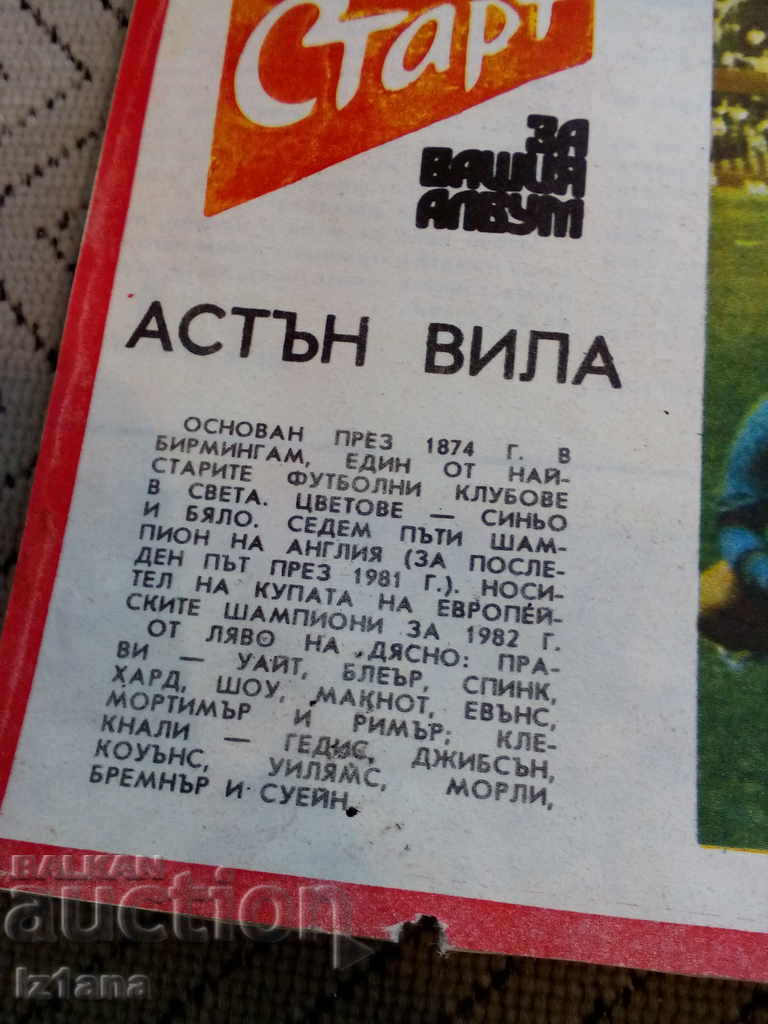 Старт
ЗА
ВАШИЯ
АЛБУМ
АСТЪН ВИЛА
ОСНОВАН ПРЕЗ 1874 Г. В
БИРМИНГАМ, ЕДИН ОТ НАЙ-
СТАРИТЕ ФУТБОЛНИ КЛУБОВЕ
В СВЕТА. ЦВЕТОВЕ — СИНЬО
И БЯЛО. СЕДЕМ ПЪТИ ШАМ-
ПИОН НА АНГЛИЯ (ЗА ПОСЛЕ-
ДЕН ПЪТ ПРЕЗ 1981 Г.). НОСИ-
ТЕЛ НА КУПАТА НА ЕВРОПЕЙ-
СКИТЕ ШАМПИОНИ ЗА 1982 Г.
ОТ ЛЯВО НА ДЯСНО: ПРА-
ВИ — УАЙТ, БЛЕЪР, СПИНК,
ХАРД, ШОУ, МАКНОТ, ЕВЪНС,
МОРТИМЪР И РИМЪР; КЛЕ-
КНАЛИ — ГЕДИС, ДЖИБСЪН,
КОУЪНС, УИЛЯМС, МОРЛИ,
БРЕМНЪР И СУЕЙН.
BALKAN
auction
iz1ana